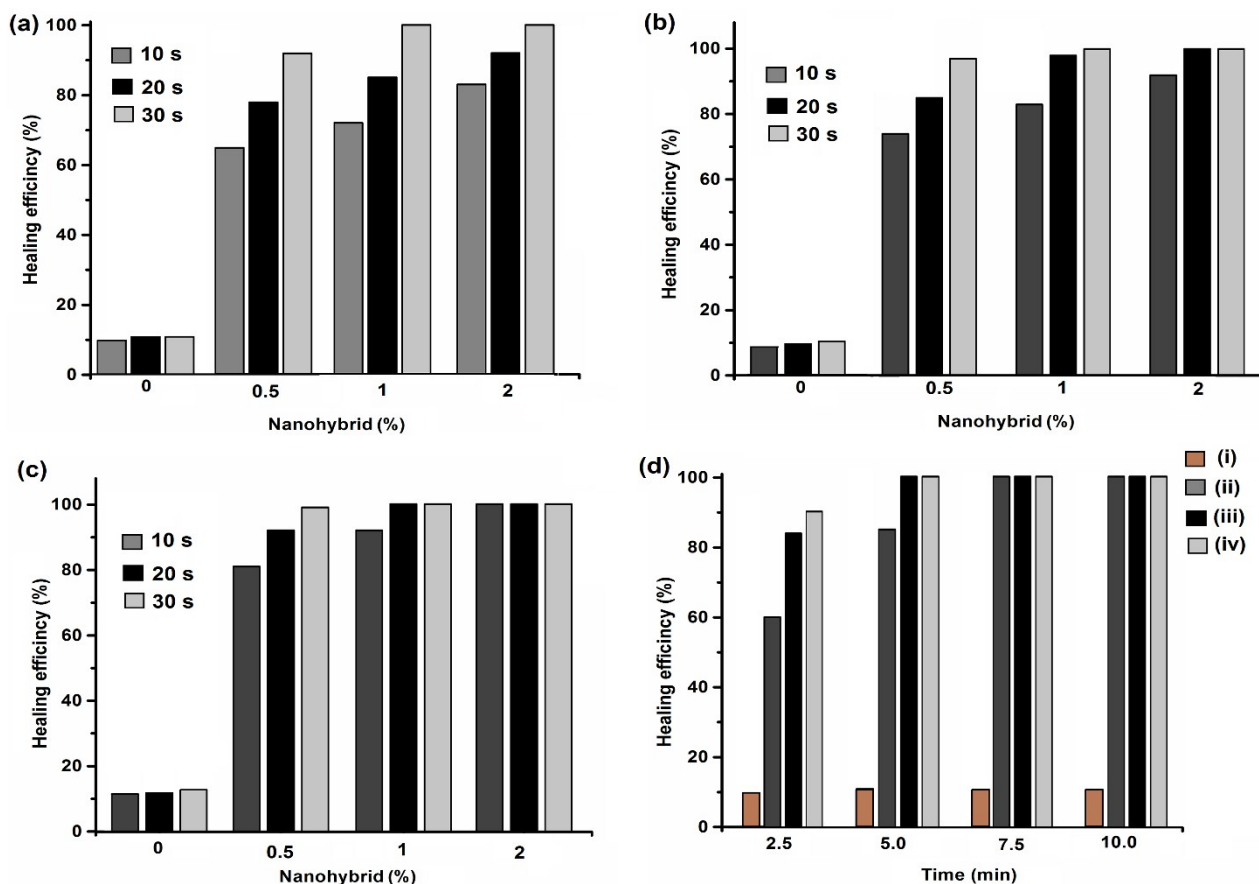 (a)
Healing efficincy (%)
100
80
60
40
20
0
10 s
20 s
30 s
0 0.5 1 2
Nanohybrid (%)
(b)
Healing efficincy (%)
100
80
60
40
20
0
10 s
20 s
30 s
0 0.5 1 2
Nanohybrid (%)
(c)
Healing efficincy (%)
100
80
60
40
20
0
10 s
20 s
30 s
0 0.5 1 2
Nanohybrid (%)
(d)
Healing efficincy (%)
100
80
60
40
20
0
(i)
(ii)
(iii)
(iv)
2.5 5.0 7.5 10.0
Time (min)